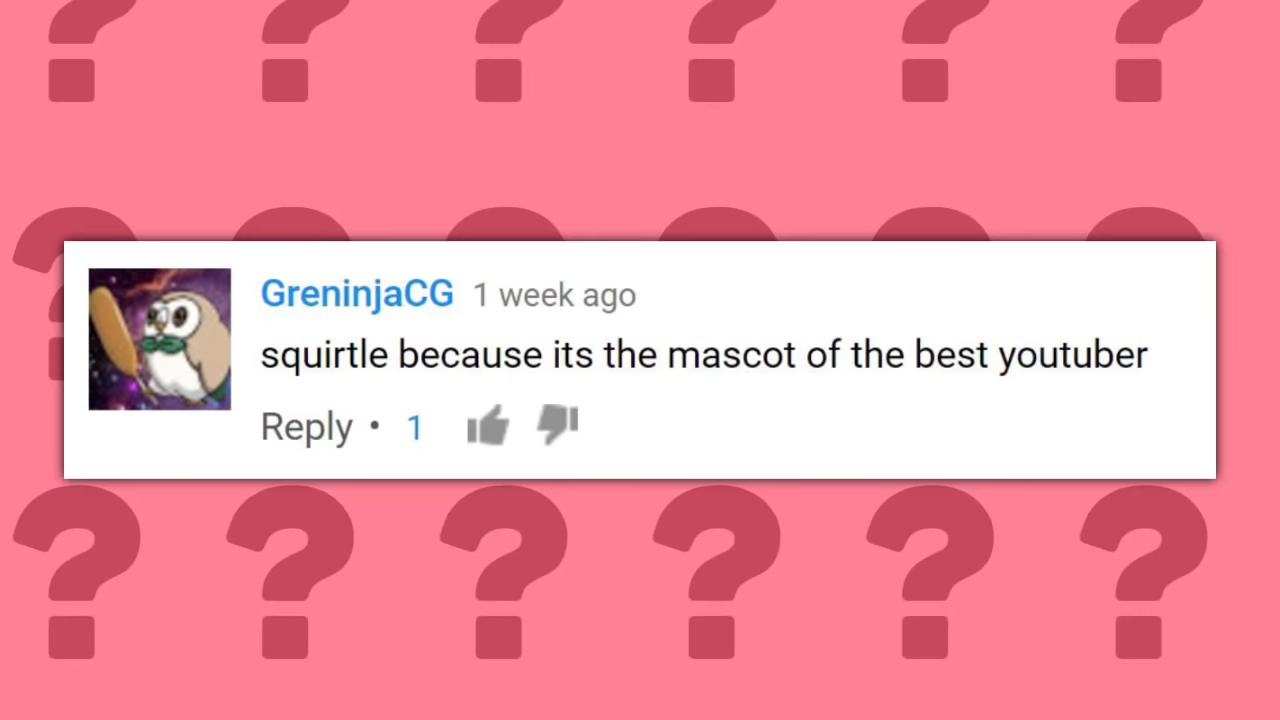 GreninjaCG 1 week ago
squirtle because its the mascot of the best youtuber
Reply • 1